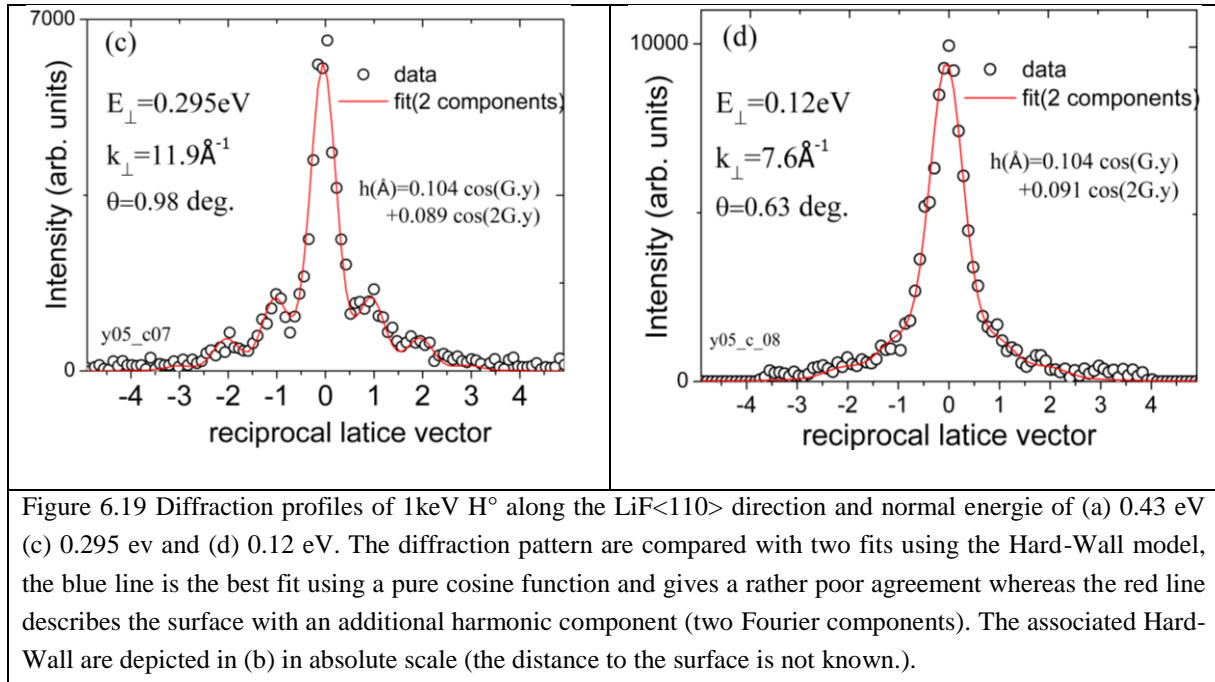 7000
(c)
data
fit(2 components)
E⊥=0.295eV
k⊥=11.9Å⁻¹
θ=0.98 deg.
h(Å)=0.104 cos(G.y)
+0.089 cos(2G.y)
Intensity (arb. units)
y05_c07
0
-4 -3 -2 -1 0 1 2 3 4
reciprocal latice vector
10000
(d)
data
fit(2 components)
E⊥=0.12eV
k⊥=7.6Å⁻¹
θ=0.63 deg.
h(Å)=0.104 cos(G.y)
+0.091 cos(2G.y)
Intensity (arb. units)
y05_c_08
0
-4 -3 -2 -1 0 1 2 3 4
reciprocal latice vector
Figure 6.19 Diffraction profiles of 1keV H° along the LiF<110> direction and normal energie of (a) 0.43 eV
(c) 0.295 ev and (d) 0.12 eV. The diffraction pattern are compared with two fits using the Hard-Wall model,
the blue line is the best fit using a pure cosine function and gives a rather poor agreement whereas the red line
describes the surface with an additional harmonic component (two Fourier components). The associated Hard-
Wall are depicted in (b) in absolute scale (the distance to the surface is not known.).